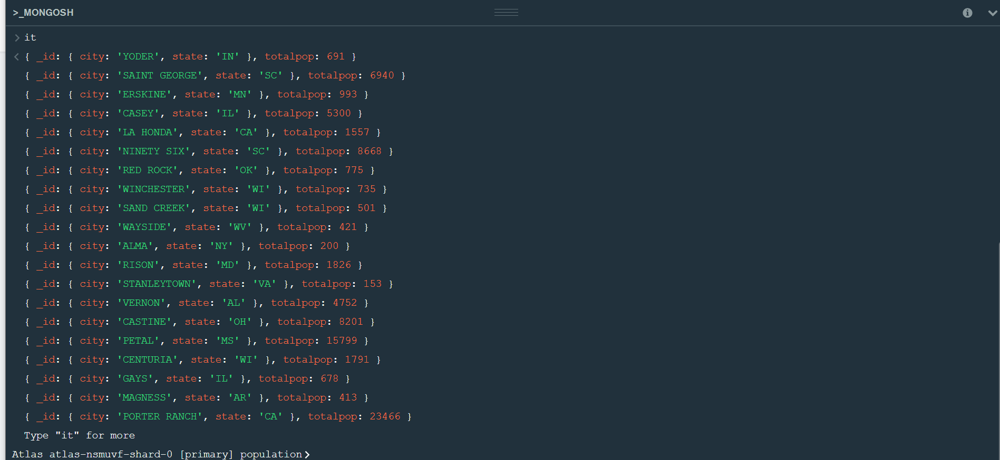 >_MONGOSH
> it
< { _id: { city: 'YODER', state: 'IN' }, totalpop: 691 }
{ _id: { city: 'SAINT GEORGE', state: 'SC' }, totalpop: 6940 }
{ _id: { city: 'ERSKINE', state: 'MN' }, totalpop: 993 }
{ _id: { city: 'CASEY', state: 'IL' }, totalpop: 5300 }
{ _id: { city: 'LA HONDA', state: 'CA' }, totalpop: 1557 }
{ _id: { city: 'NINETY SIX', state: 'SC' }, totalpop: 8668 }
{ _id: { city: 'RED ROCK', state: 'OK' }, totalpop: 775 }
{ _id: { city: 'WINCHESTER', state: 'WI' }, totalpop: 735 }
{ _id: { city: 'SAND CREEK', state: 'WI' }, totalpop: 501 }
{ _id: { city: 'WAYSIDE', state: 'WV' }, totalpop: 421 }
{ _id: { city: 'ALMA', state: 'NY' }, totalpop: 200 }
{ _id: { city: 'RISON', state: 'MD' }, totalpop: 1826 }
{ _id: { city: 'STANLEYTOWN', state: 'VA' }, totalpop: 153 }
{ _id: { city: 'VERNON', state: 'AL' }, totalpop: 4752 }
{ _id: { city: 'CASTINE', state: 'OH' }, totalpop: 8201 }
{ _id: { city: 'PETAL', state: 'MS' }, totalpop: 15799 }
{ _id: { city: 'CENTURIA', state: 'WI' }, totalpop: 1791 }
{ _id: { city: 'GAYS', state: 'IL' }, totalpop: 678 }
{ _id: { city: 'MAGNESS', state: 'AR' }, totalpop: 413 }
{ _id: { city: 'PORTER RANCH', state: 'CA' }, totalpop: 23466 }
Type "it" for more
Atlas atlas-nsmuvf-shard-0 [primary] population>